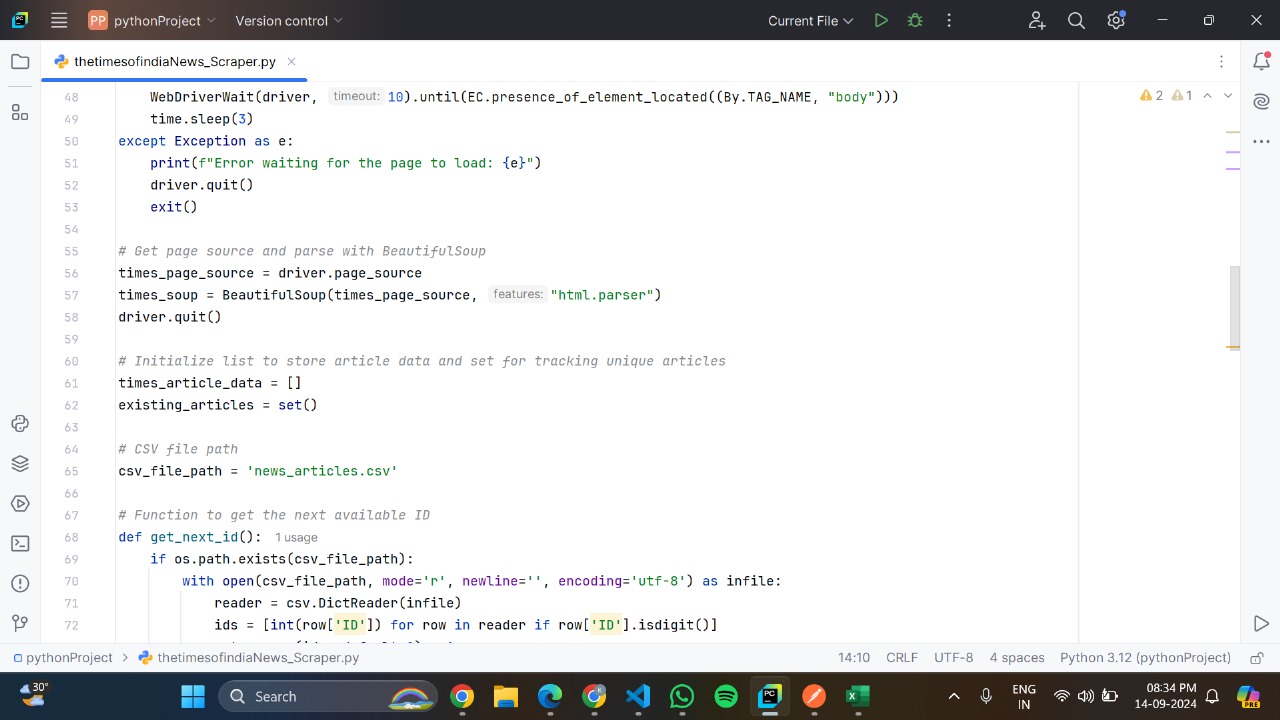 PP pythonProject Version control Current File
thetimesofindiaNews_Scraper.py
48 WebDriverWait(driver, timeout: 10).until(EC.presence_of_element_located((By.TAG_NAME, "body")))
2 1
49 time.sleep(3)
50 except Exception as e:
51 print(f"Error waiting for the page to load: {e}")
52 driver.quit()
53 exit()
54
55 # Get page source and parse with BeautifulSoup
56 times_page_source = driver.page_source
57 times_soup = BeautifulSoup(times_page_source, features: "html.parser")
58 driver.quit()
59
60 # Initialize list to store article data and set for tracking unique articles
61 times_article_data = []
62 existing_articles = set()
63
64 # CSV file path
65 csv_file_path = 'news_articles.csv'
66
67 # Function to get the next available ID
68 def get_next_id(): 1 usage
69 if os.path.exists(csv_file_path):
70 with open(csv_file_path, mode='r', newline='', encoding='utf-8') as infile:
71 reader = csv.DictReader(infile)
72 ids = [int(row['ID']) for row in reader if row['ID'].isdigit()]
pythonProject > thetimesofindiaNews_Scraper.py 14:10 CRLF UTF-8 4 spaces Python 3.12 (pythonProject)
30° Search ENG
IN
08:34 PM
14-09-2024
PRE